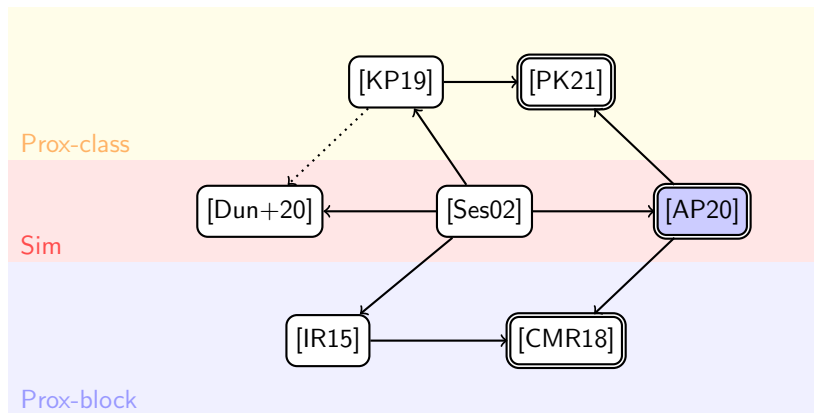 [KP19] [PK21]
Prox-class
[Dun+20] [Ses02] [AP20]
Sim
[IR15] [CMR18]
Prox-block